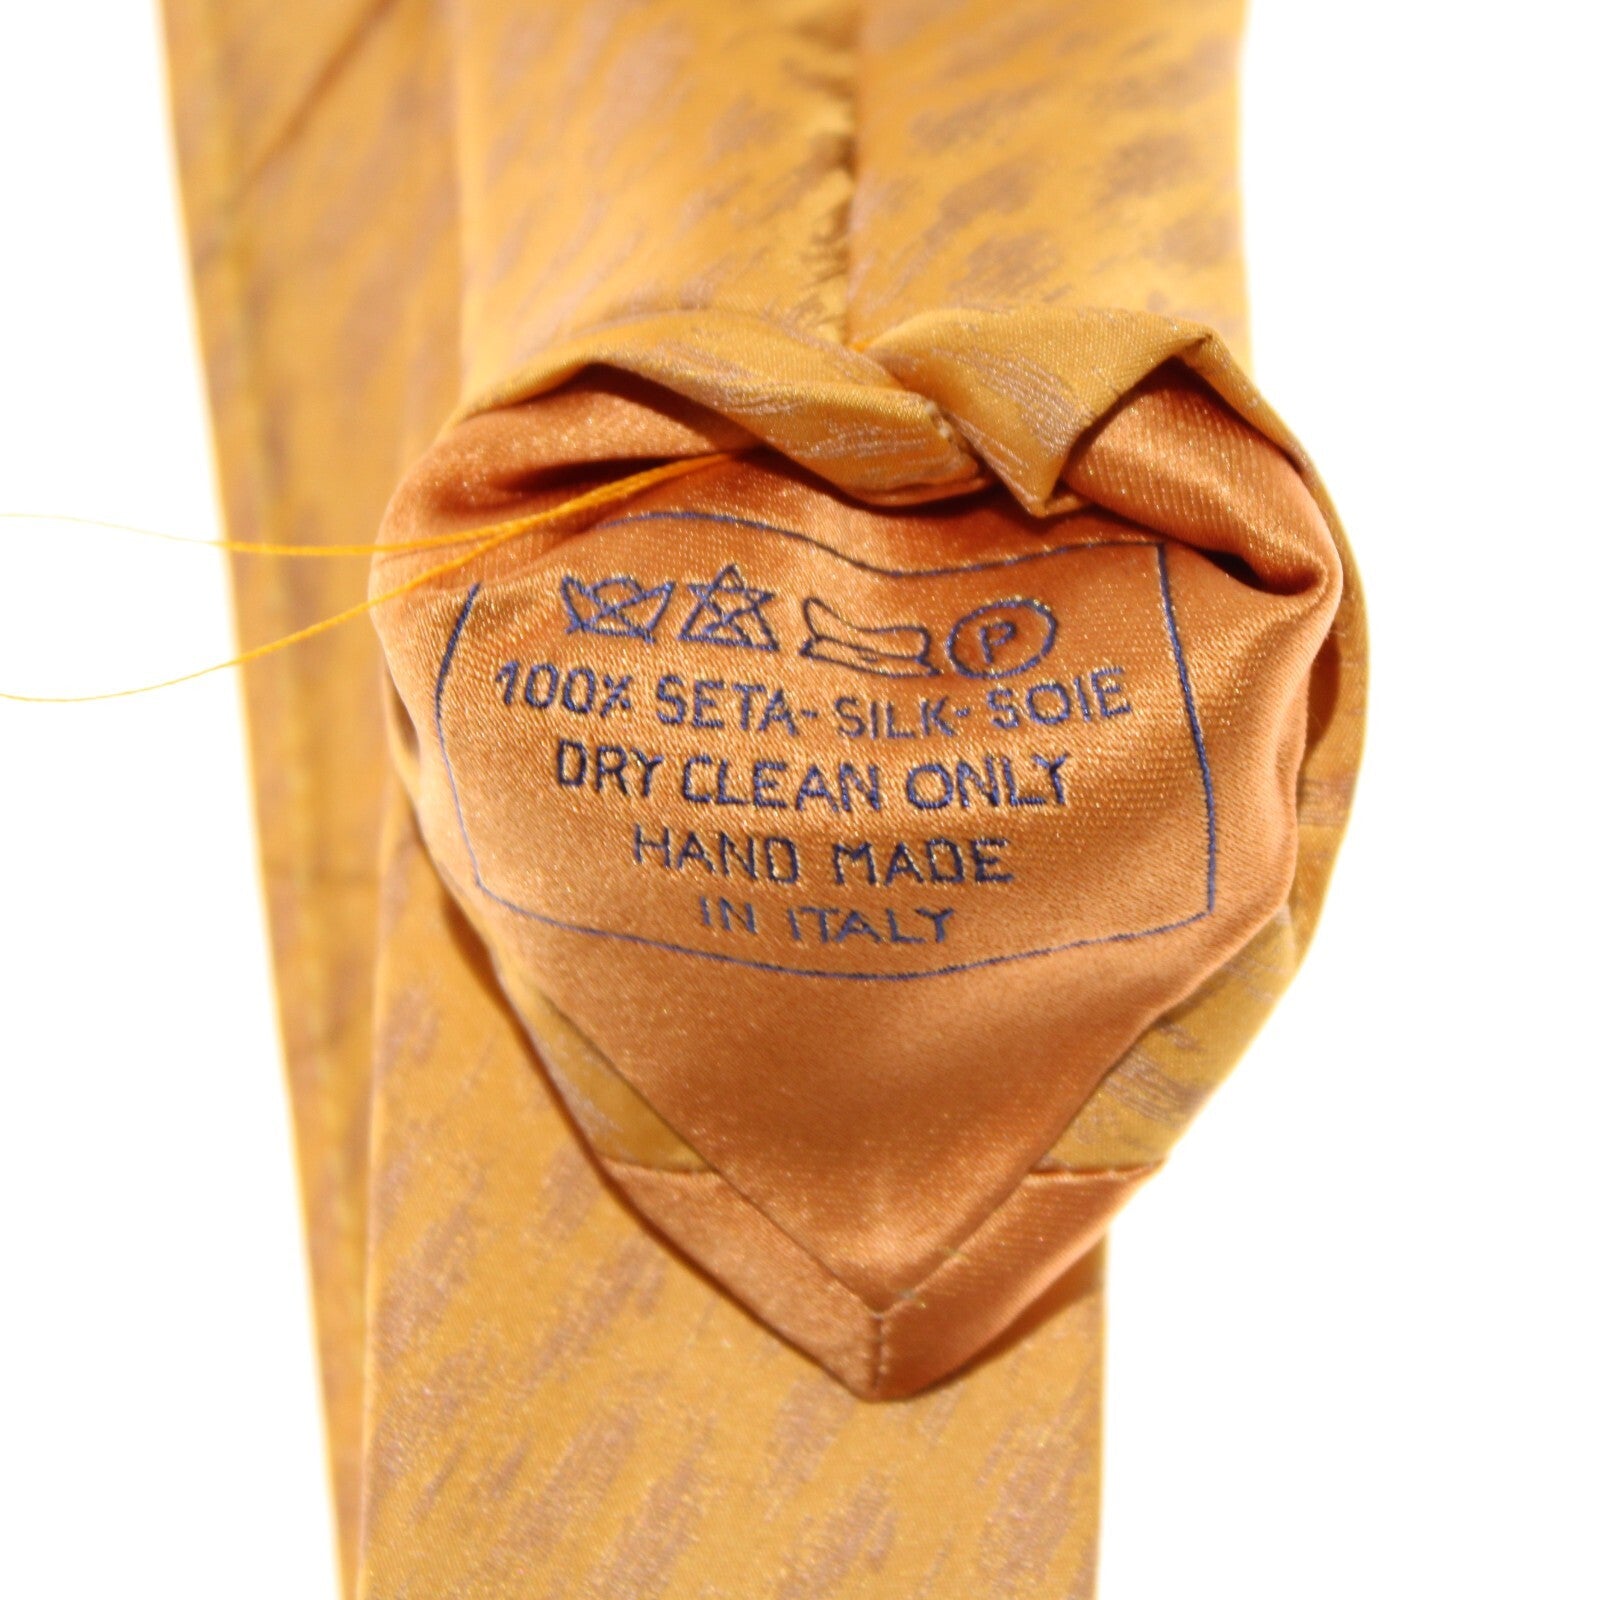 P
100% SETA-SILK-SOIE
DRY CLEAN ONLY
HAND MADE
IN ITALY